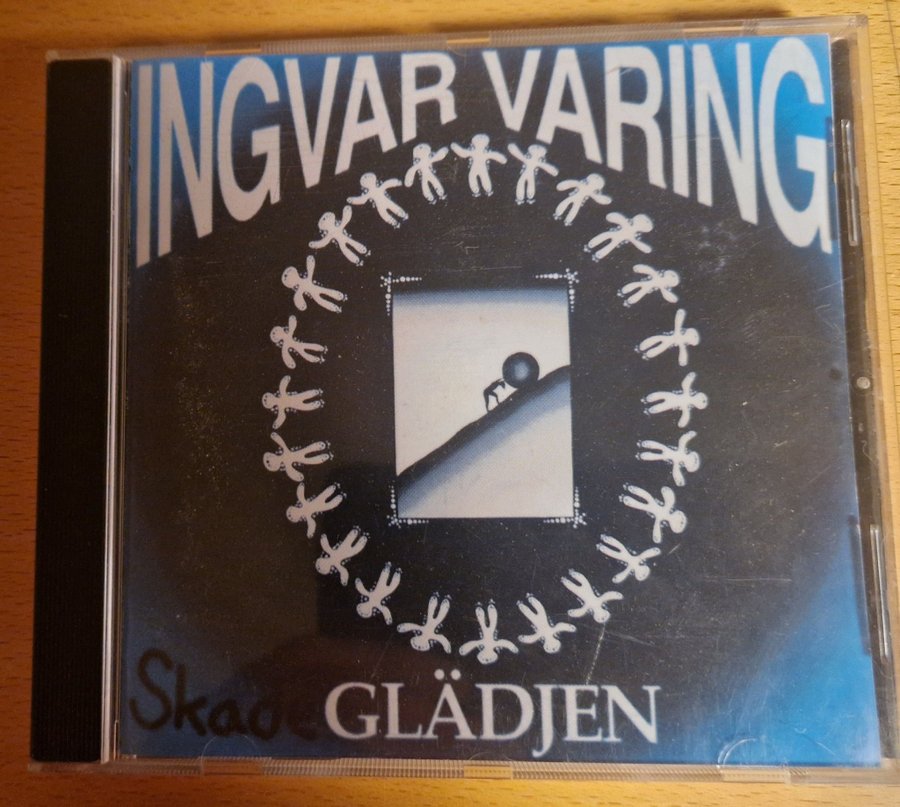 INGVAR VARING
Skade GLÄDJEN